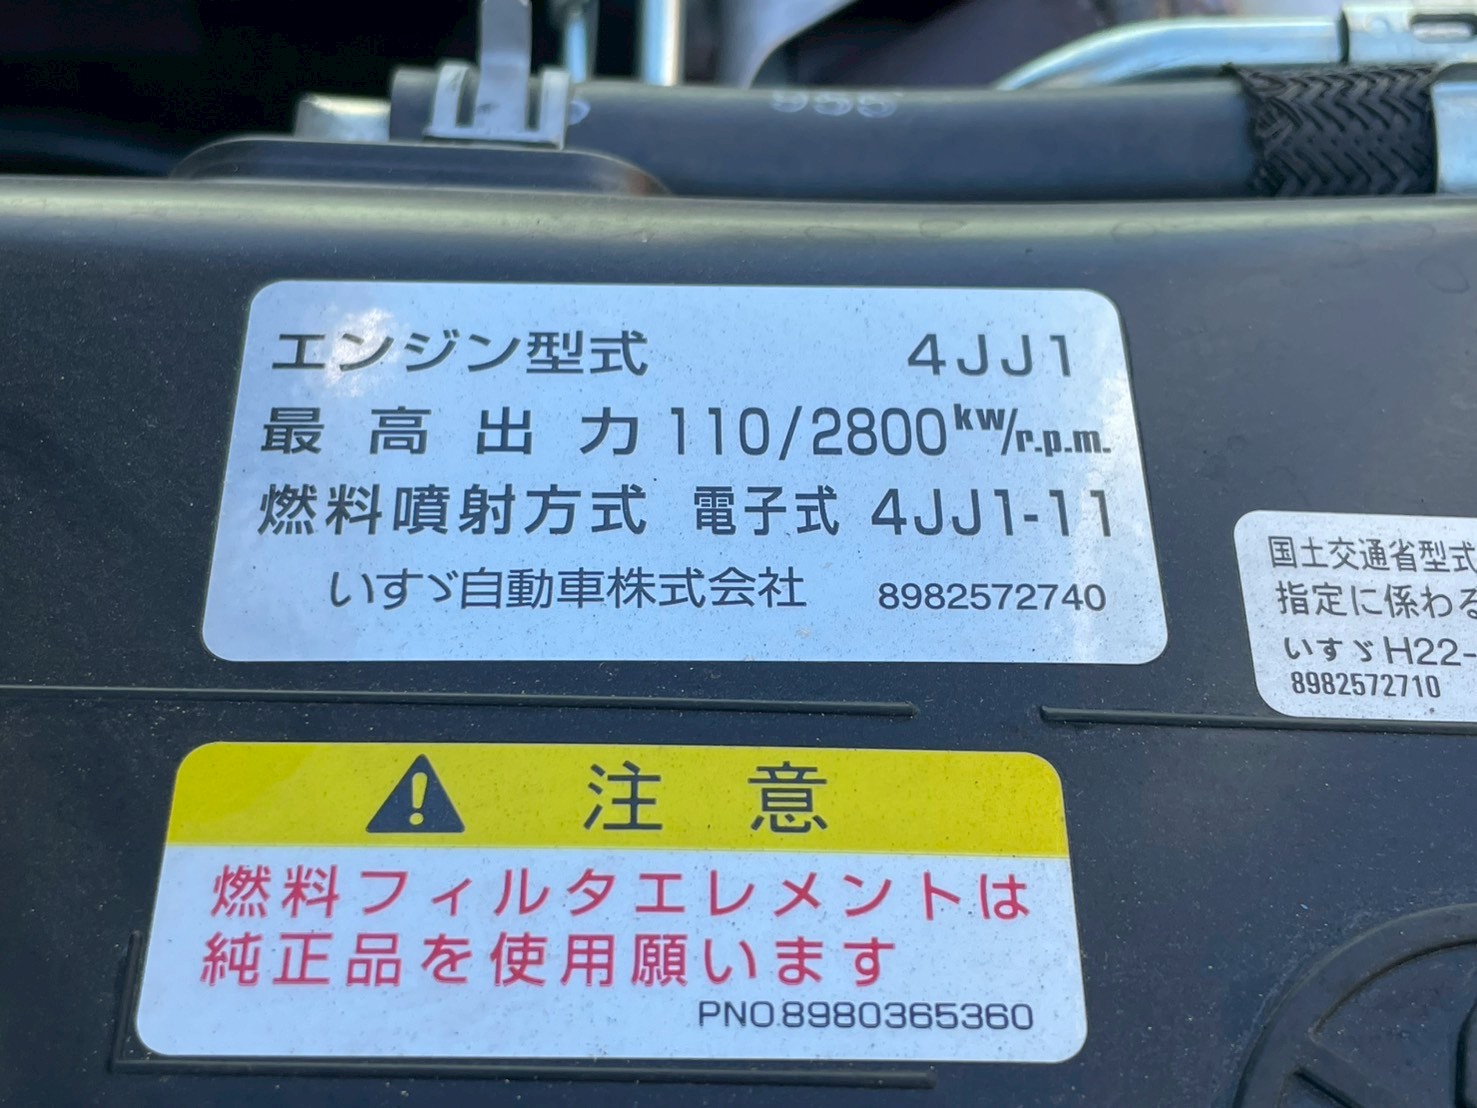 エンジン型式 4JJ1
最高出力 110/2800kw/r.p.m.
燃料噴射方式 電子式 4JJ1-11
いすゞ自動車株式会社 8982572740
国土交通省型式
指定に係わる
いすゞH22-
8982572710
注意
燃料フィルタエレメントは
純正品を使用願います
PNO.8980365360